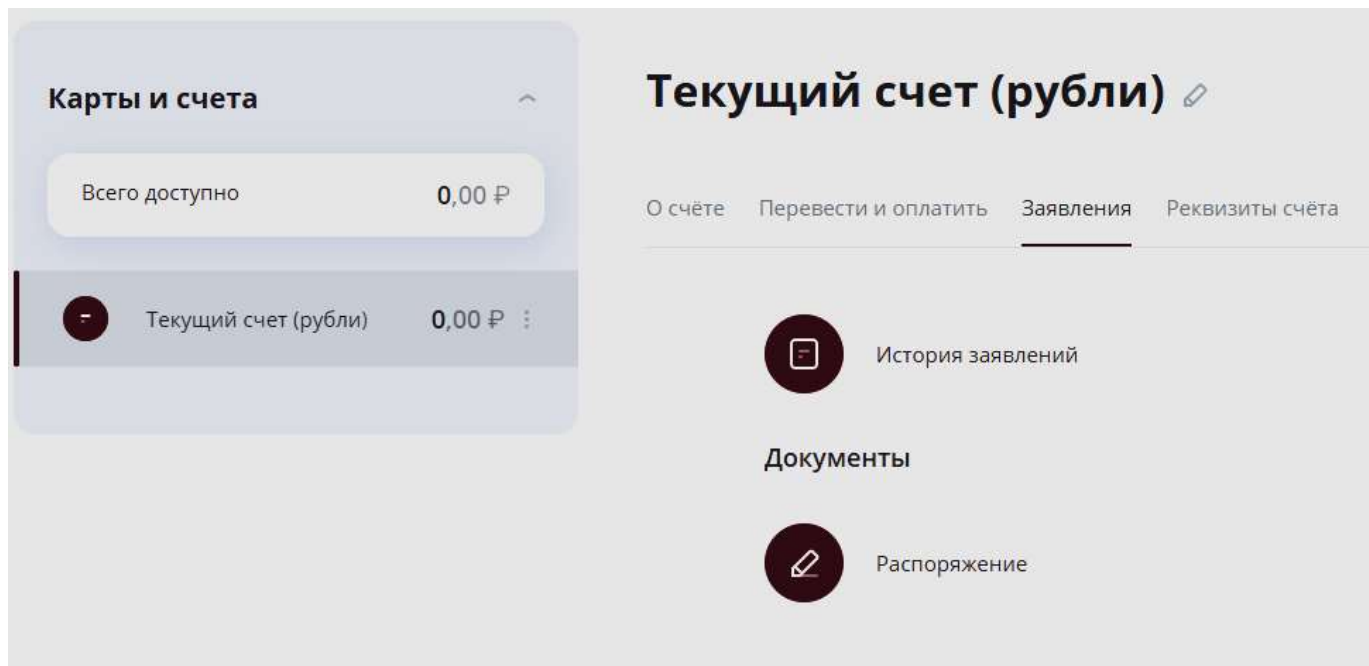 Карты и счета
Всего доступно 0,00 ₽
Текущий счет (рубли) 0,00 ₽
Текущий счет (рубли)
О счёте Перевести и оплатить Заявления Реквизиты счёта
История заявлений
Документы
Распоряжение